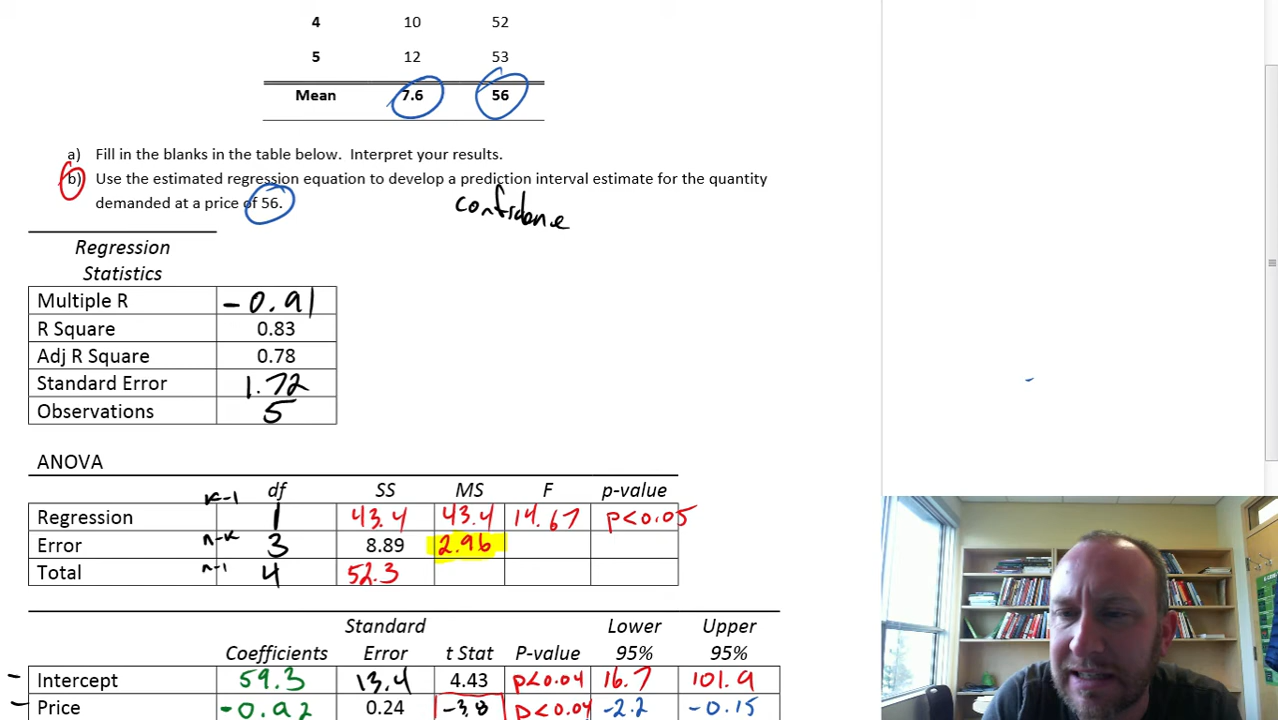 4 10 52
5 12 53
Mean 7.6 56
a) Fill in the blanks in the table below. Interpret your results.
b) Use the estimated regression equation to develop a prediction interval estimate for the quantity
demanded at a price of 56.
confidence
Regression
Statistics
Multiple R -0.91
R Square 0.83
Adj R Square 0.78
Standard Error 1.72
Observations 5
ANOVA
df SS MS F p-value
Regression K-1 1 43.4 43.4 14.67 p<0.05
Error n-K 3 8.89 2.96
Total n-1 4 52.3
Standard Lower Upper
Coefficients Error t Stat P-value 95% 95%
Intercept 59.3 13.4 4.43 p<0.04 16.7 101.9
Price -0.92 0.24 -3.8 p<0.04 -2.2 -0.15